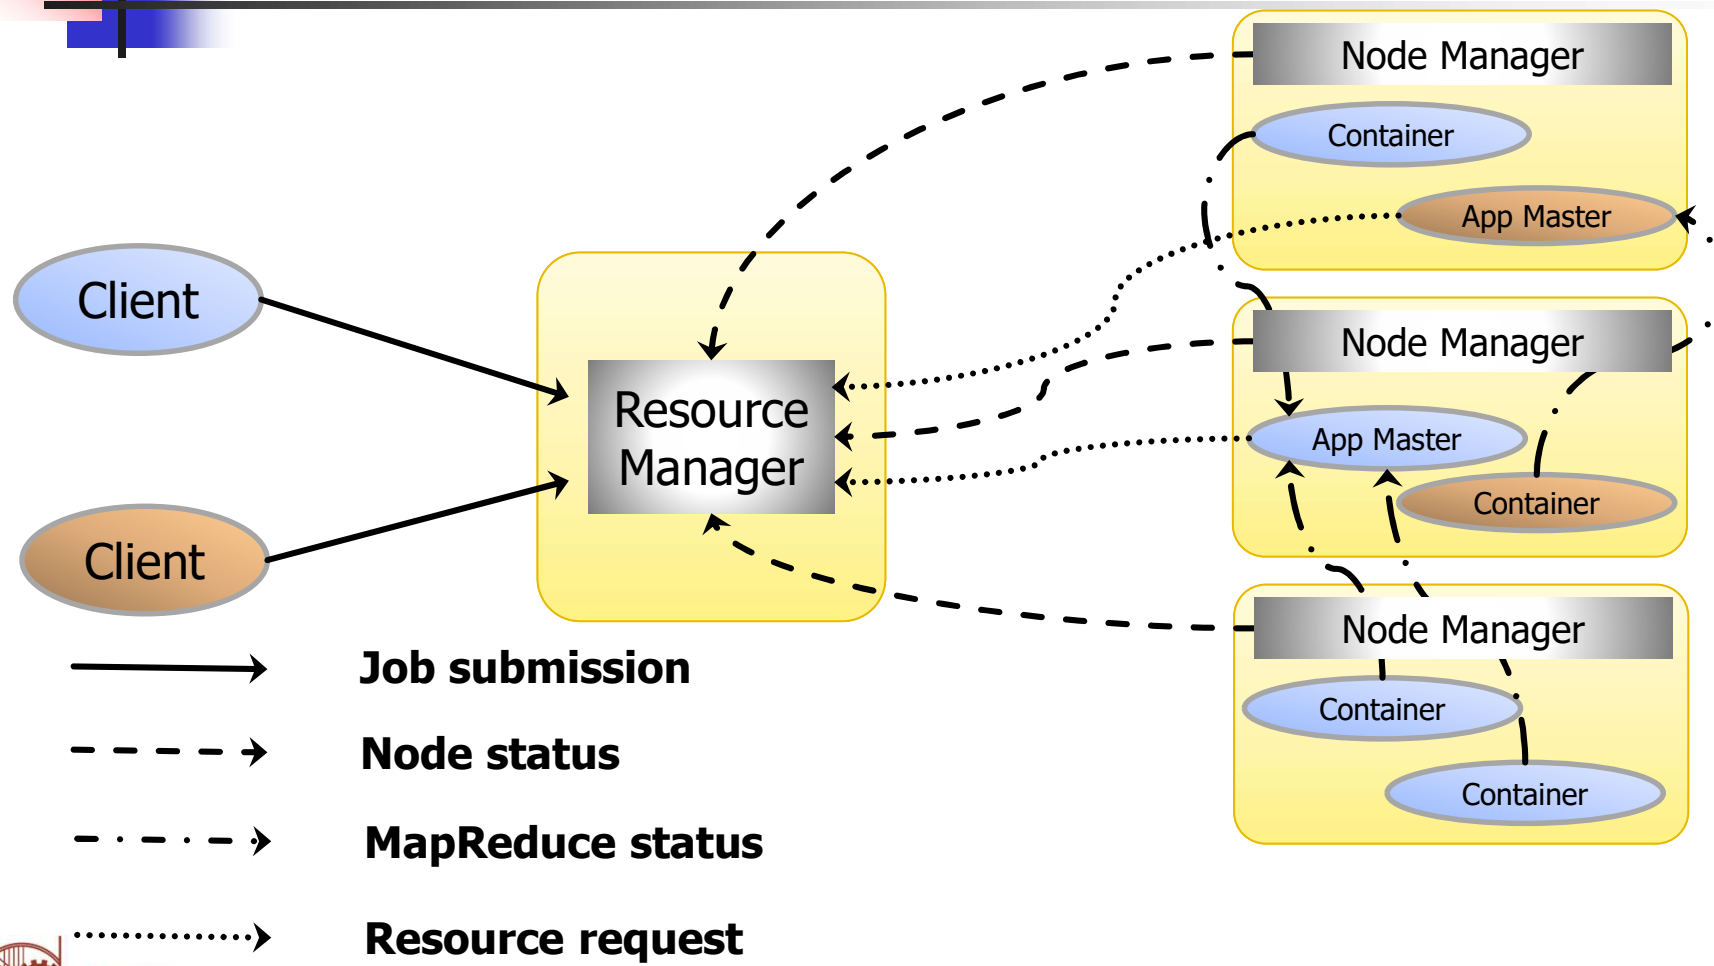 Node Manager
Container
App Master
Client
Resource
Manager
Node Manager
App Master
Container
Client
Node Manager
Container
Container
Job submission
Node status
MapReduce status
Resource request